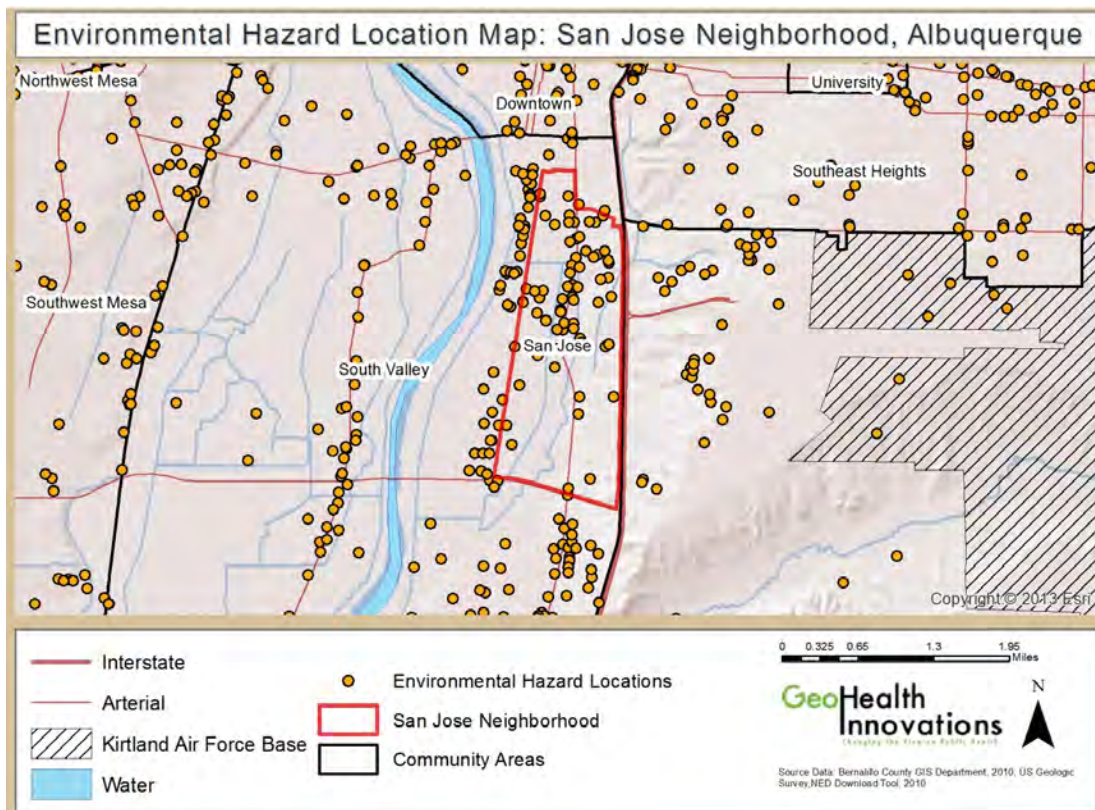 Environmental Hazard Location Map: San Jose Neighborhood, Albuquerque
Northwest Mesa
Downtown
University
Southeast Heights
Southwest Mesa
South Valley
San Jose
Copyright:© 2013 Esri
Interstate
Arterial
Kirtland Air Force Base
Water
Environmental Hazard Locations
San Jose Neighborhood
Community Areas
0 0.325 0.65 1.3 1.95
Miles
GeoHealth
Innovations
N
Source Data: Bernalillo County GIS Department, 2010, US Geologic
Survey,NED Download Tool, 2010